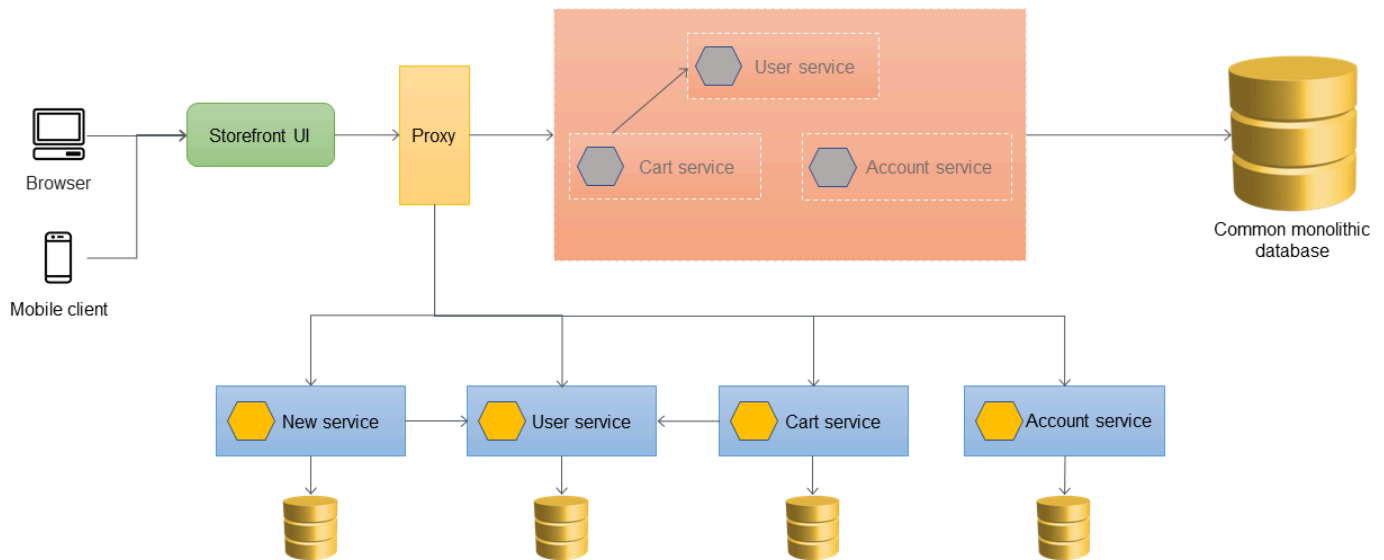 User service
Storefront UI
Proxy
Cart service
Account service
Browser
Common monolithic
database
Mobile client
New service
User service
Cart service
Account service